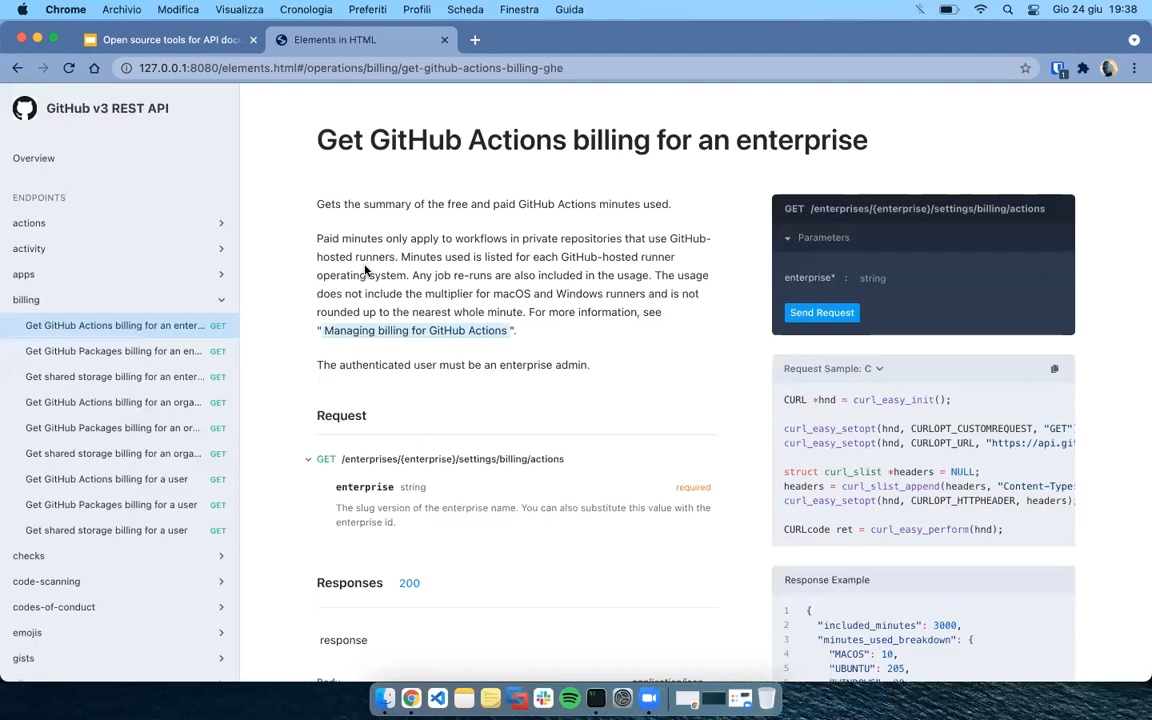 Chrome Archivio Modifica Visualizza Cronologia Preferiti Profili Scheda Finestra Guida Gio 24 giu 19:38
Open source tools for API docu
Elements in HTML
127.0.0.1:8080/elements.html#/operations/billing/get-github-actions-billing-ghe
GitHub v3 REST API
Overview
ENDPOINTS
actions
activity
apps
billing
Get GitHub Actions billing for an enter... GET
Get GitHub Packages billing for an en... GET
Get shared storage billing for an enter... GET
Get GitHub Actions billing for an orga... GET
Get GitHub Packages billing for an or... GET
Get shared storage billing for an orga... GET
Get GitHub Actions billing for a user GET
Get GitHub Packages billing for a user GET
Get shared storage billing for a user GET
checks
code-scanning
codes-of-conduct
emojis
gists
Get GitHub Actions billing for an enterprise
Gets the summary of the free and paid GitHub Actions minutes used.
Paid minutes only apply to workflows in private repositories that use GitHub-
hosted runners. Minutes used is listed for each GitHub-hosted runner
operating system. Any job re-runs are also included in the usage. The usage
does not include the multiplier for macOS and Windows runners and is not
rounded up to the nearest whole minute. For more information, see
"Managing billing for GitHub Actions".
The authenticated user must be an enterprise admin.
Request
GET /enterprises/{enterprise}/settings/billing/actions
enterprise string required
The slug version of the enterprise name. You can also substitute this value with the
enterprise id.
Responses 200
response
GET /enterprises/{enterprise}/settings/billing/actions
Parameters
enterprise* : string
Send Request
Request Sample: C
CURL *hnd = curl_easy_init();
curl_easy_setopt(hnd, CURLOPT_CUSTOMREQUEST, "GET"
curl_easy_setopt(hnd, CURLOPT_URL, "https://api.git
struct curl_slist *headers = NULL;
headers = curl_slist_append(headers, "Content-Type:
curl_easy_setopt(hnd, CURLOPT_HTTPHEADER, headers);
CURLcode ret = curl_easy_perform(hnd);
Response Example
1 {
2 "included_minutes": 3000,
3 "minutes_used_breakdown": {
4 "MACOS": 10,
5 "UBUNTU": 205,